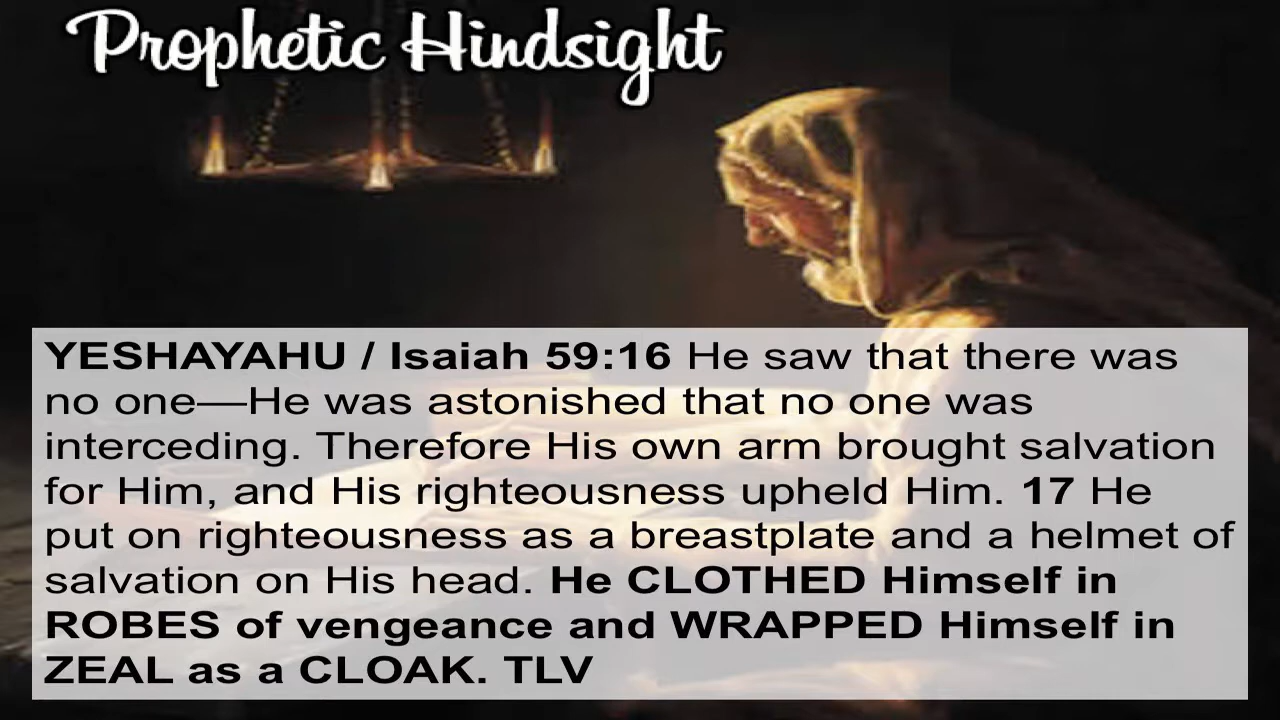 Prophetic Hindsight
YESHAYAHU / Isaiah 59:16 He saw that there was
no one—He was astonished that no one was
interceding. Therefore His own arm brought salvation
for Him, and His righteousness upheld Him. 17 He
put on righteousness as a breastplate and a helmet of
salvation on His head. He CLOTHED Himself in
ROBES of vengeance and WRAPPED Himself in
ZEAL as a CLOAK. TLV